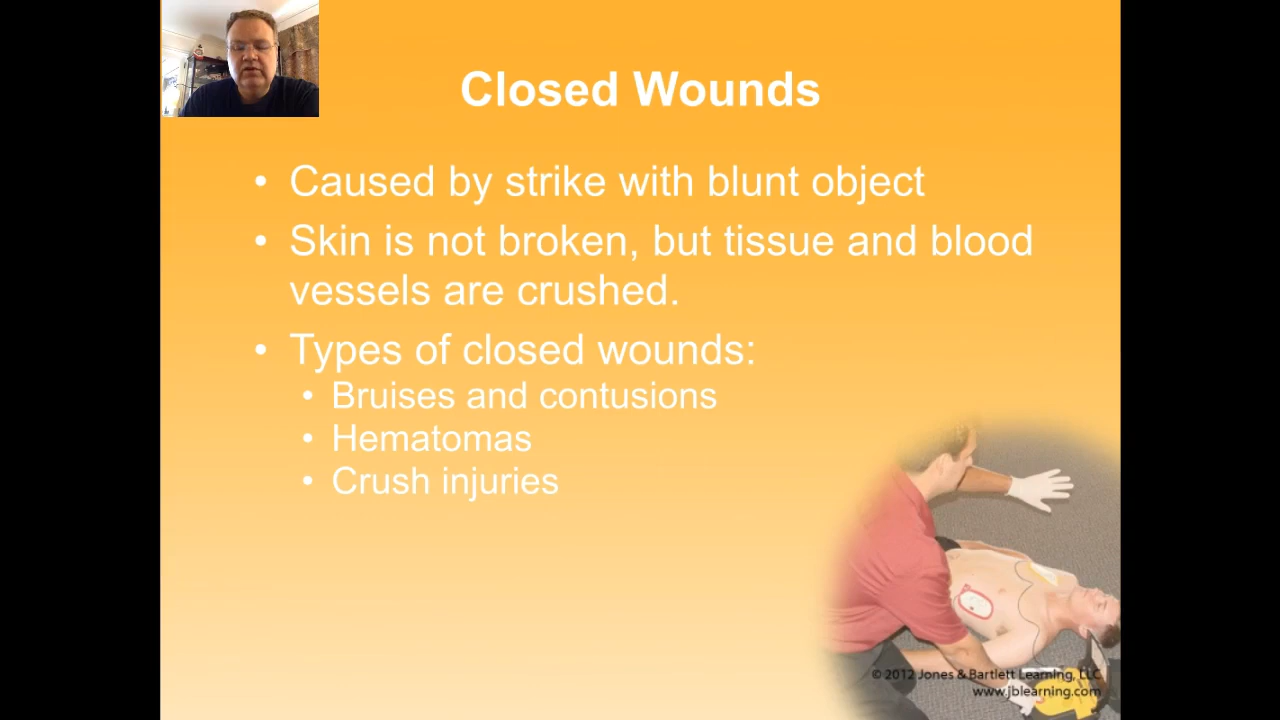 Closed Wounds
• Caused by strike with blunt object
• Skin is not broken, but tissue and blood
vessels are crushed.
• Types of closed wounds:
• Bruises and contusions
• Hematomas
• Crush injuries
© 2012 Jones & Bartlett Learning, LLC
www.jblearning.com